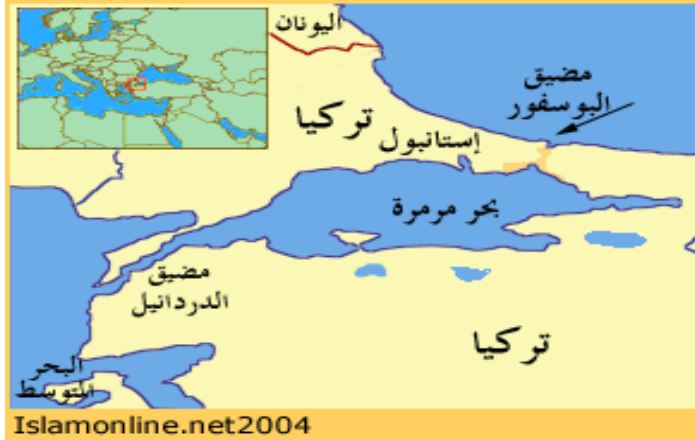 اليونان
مضيق
البوسفور
تركيا
إستانبول
بحر مرمرة
مضيق
الدردانيل
تركيا
البحر
المتوسط
Islamonline.net2004